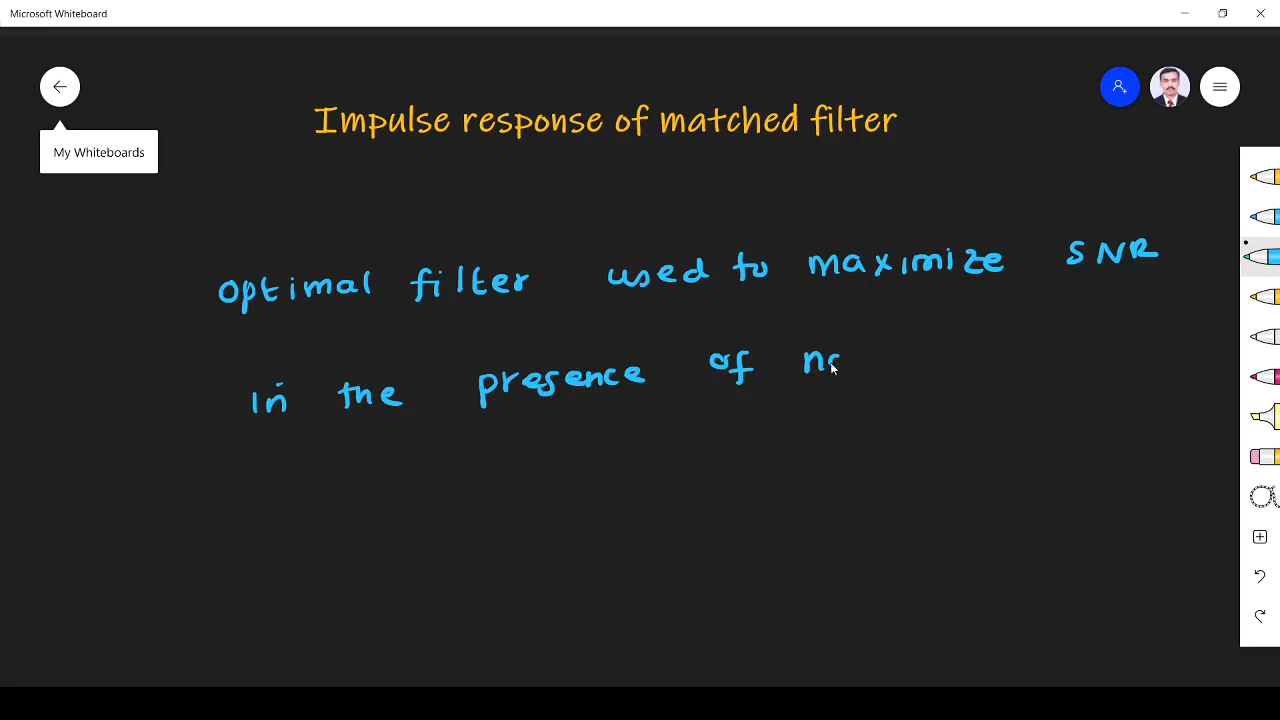 Microsoft Whiteboard
My Whiteboards
Impulse response of matched filter
optimal filter used to maximize SNR
in the presence of no